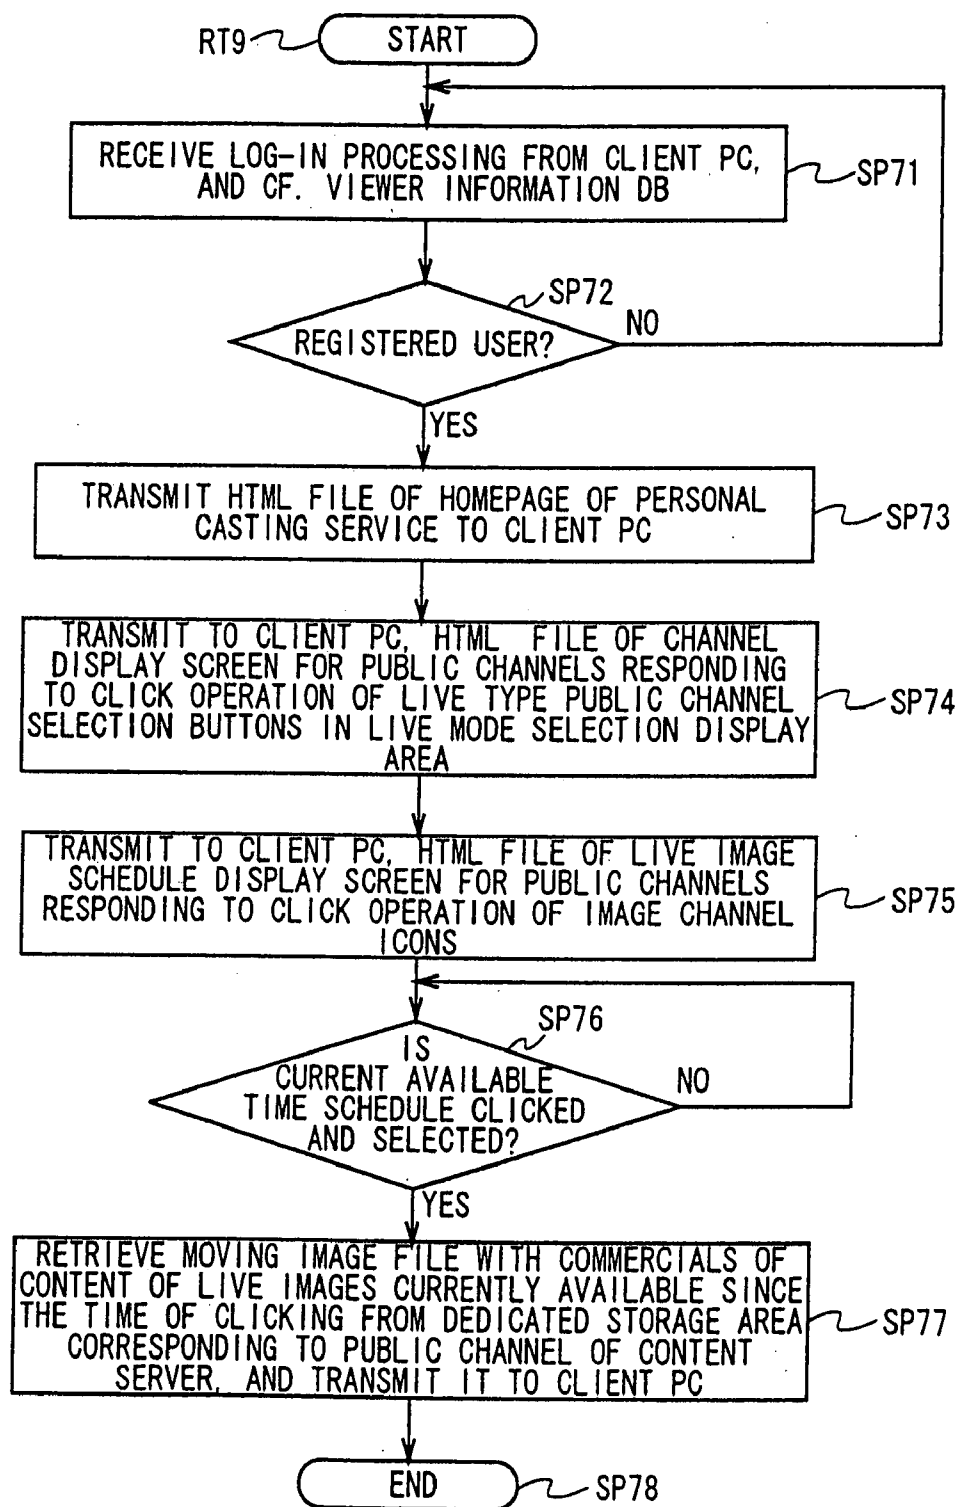 RT9
START
RECEIVE LOG-IN PROCESSING FROM CLIENT PC,
AND CF. VIEWER INFORMATION DB
SP71
SP72
REGISTERED USER?
NO
YES
TRANSMIT HTML FILE OF HOMEPAGE OF PERSONAL
CASTING SERVICE TO CLIENT PC
SP73
TRANSMIT TO CLIENT PC, HTML FILE OF CHANNEL
DISPLAY SCREEN FOR PUBLIC CHANNELS RESPONDING
TO CLICK OPERATION OF LIVE TYPE PUBLIC CHANNEL
SELECTION BUTTONS IN LIVE MODE SELECTION DISPLAY
AREA
SP74
TRANSMIT TO CLIENT PC, HTML FILE OF LIVE IMAGE
SCHEDULE DISPLAY SCREEN FOR PUBLIC CHANNELS
RESPONDING TO CLICK OPERATION OF IMAGE CHANNEL
ICONS
SP75
SP76
IS
CURRENT AVAILABLE
TIME SCHEDULE CLICKED
AND SELECTED?
NO
YES
RETRIEVE MOVING IMAGE FILE WITH COMMERCIALS OF
CONTENT OF LIVE IMAGES CURRENTLY AVAILABLE SINCE
THE TIME OF CLICKING FROM DEDICATED STORAGE AREA
CORRESPONDING TO PUBLIC CHANNEL OF CONTENT
SERVER, AND TRANSMIT IT TO CLIENT PC
SP77
END
SP78